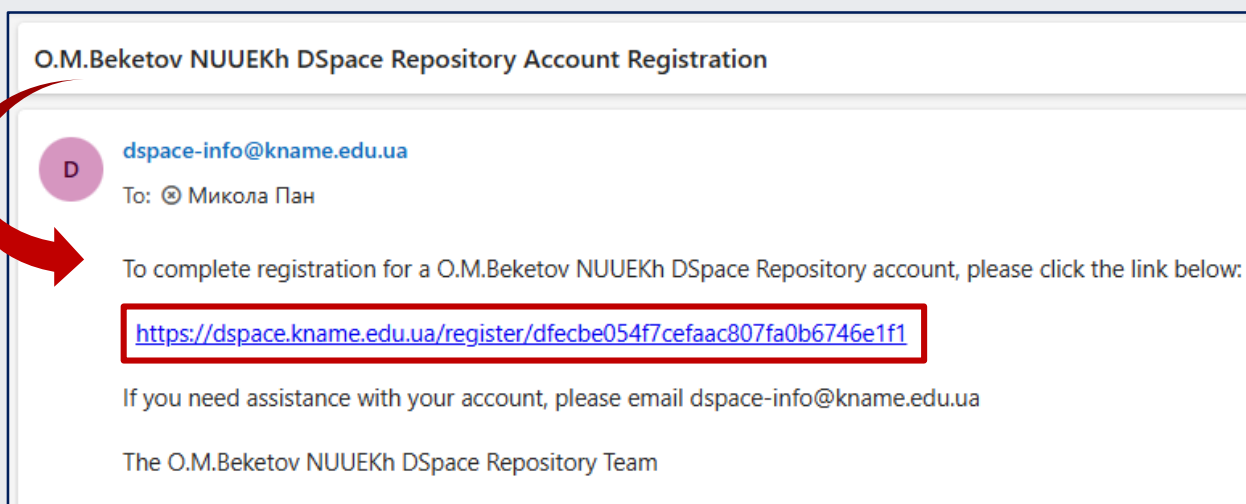 O.M.Beketov NUUEKh DSpace Repository Account Registration
D
dspace-info@kname.edu.ua
To: Микола Пан
To complete registration for a O.M.Beketov NUUEKh DSpace Repository account, please click the link below:
https://dspace.kname.edu.ua/register/dfecbe054f7cefaac807fa0b6746e1f1
If you need assistance with your account, please email dspace-info@kname.edu.ua
The O.M.Beketov NUUEKh DSpace Repository Team